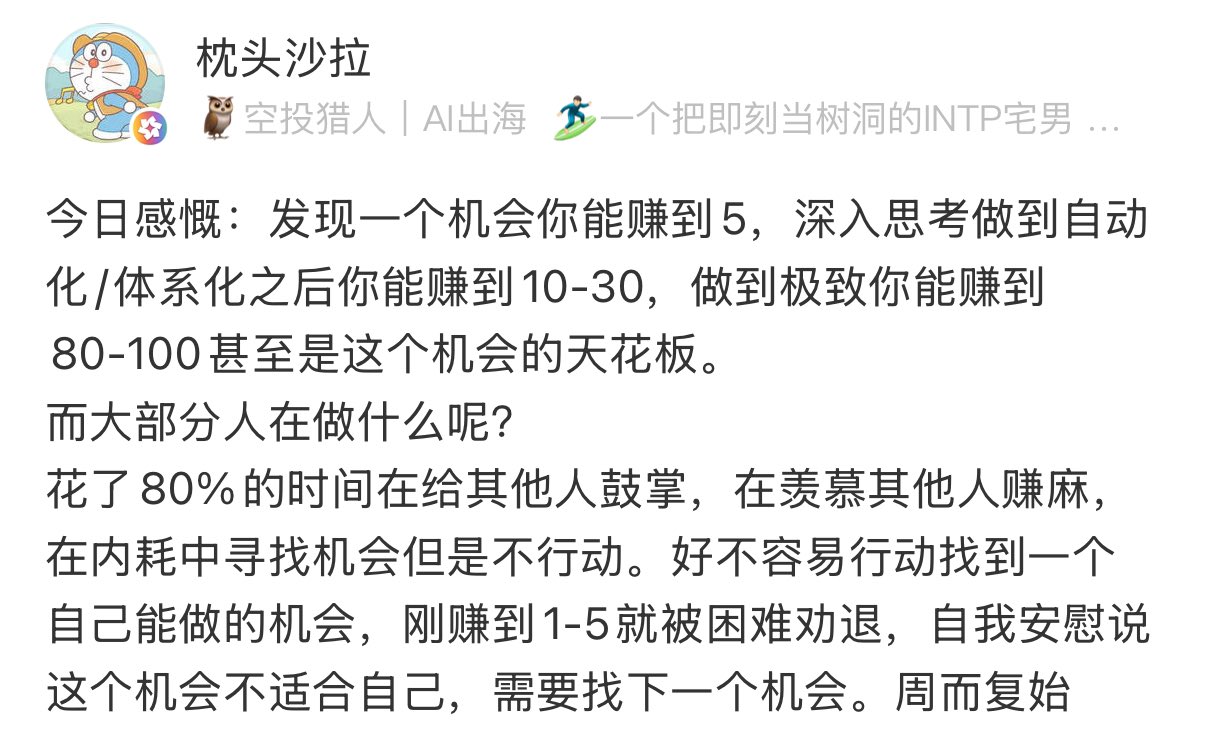 枕头沙拉
🦉空投猎人｜AI出海 🏄一个把即刻当树洞的INTP宅男 …
今日感慨：发现一个机会你能赚到5，深入思考做到自动
化/体系化之后你能赚到10-30，做到极致你能赚到
80-100甚至是这个机会的天花板。
而大部分人在做什么呢？
花了80%的时间在给其他人鼓掌，在羡慕其他人赚麻，
在内耗中寻找机会但是不行动。好不容易行动找到一个
自己能做的机会，刚赚到1-5就被困难劝退，自我安慰说
这个机会不适合自己，需要找下一个机会。周而复始